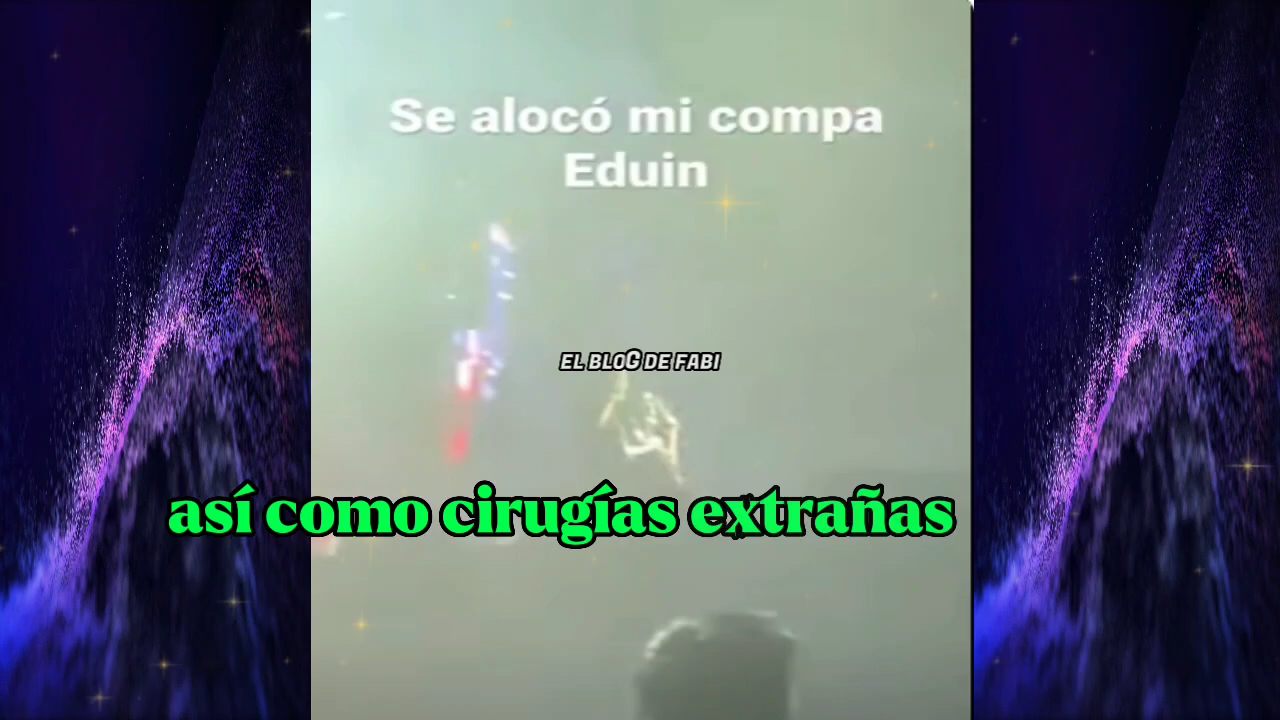 Se alocó mi compa
Eduin
EL BLOG DE FABI
así como cirugías extrañas